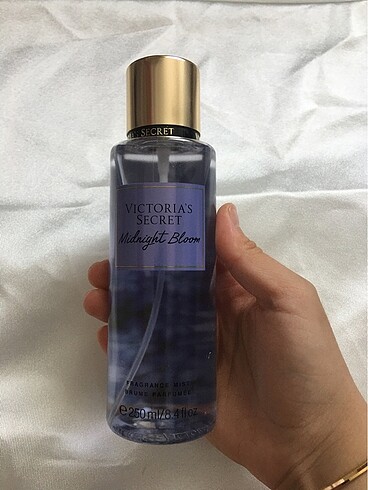 SECRET
VICTORIA'S
SECRET
Midnight Bloom
FRAGRANCE MIST
BRUME PARFUMÉE
℮250 ml/8.4 fl oz